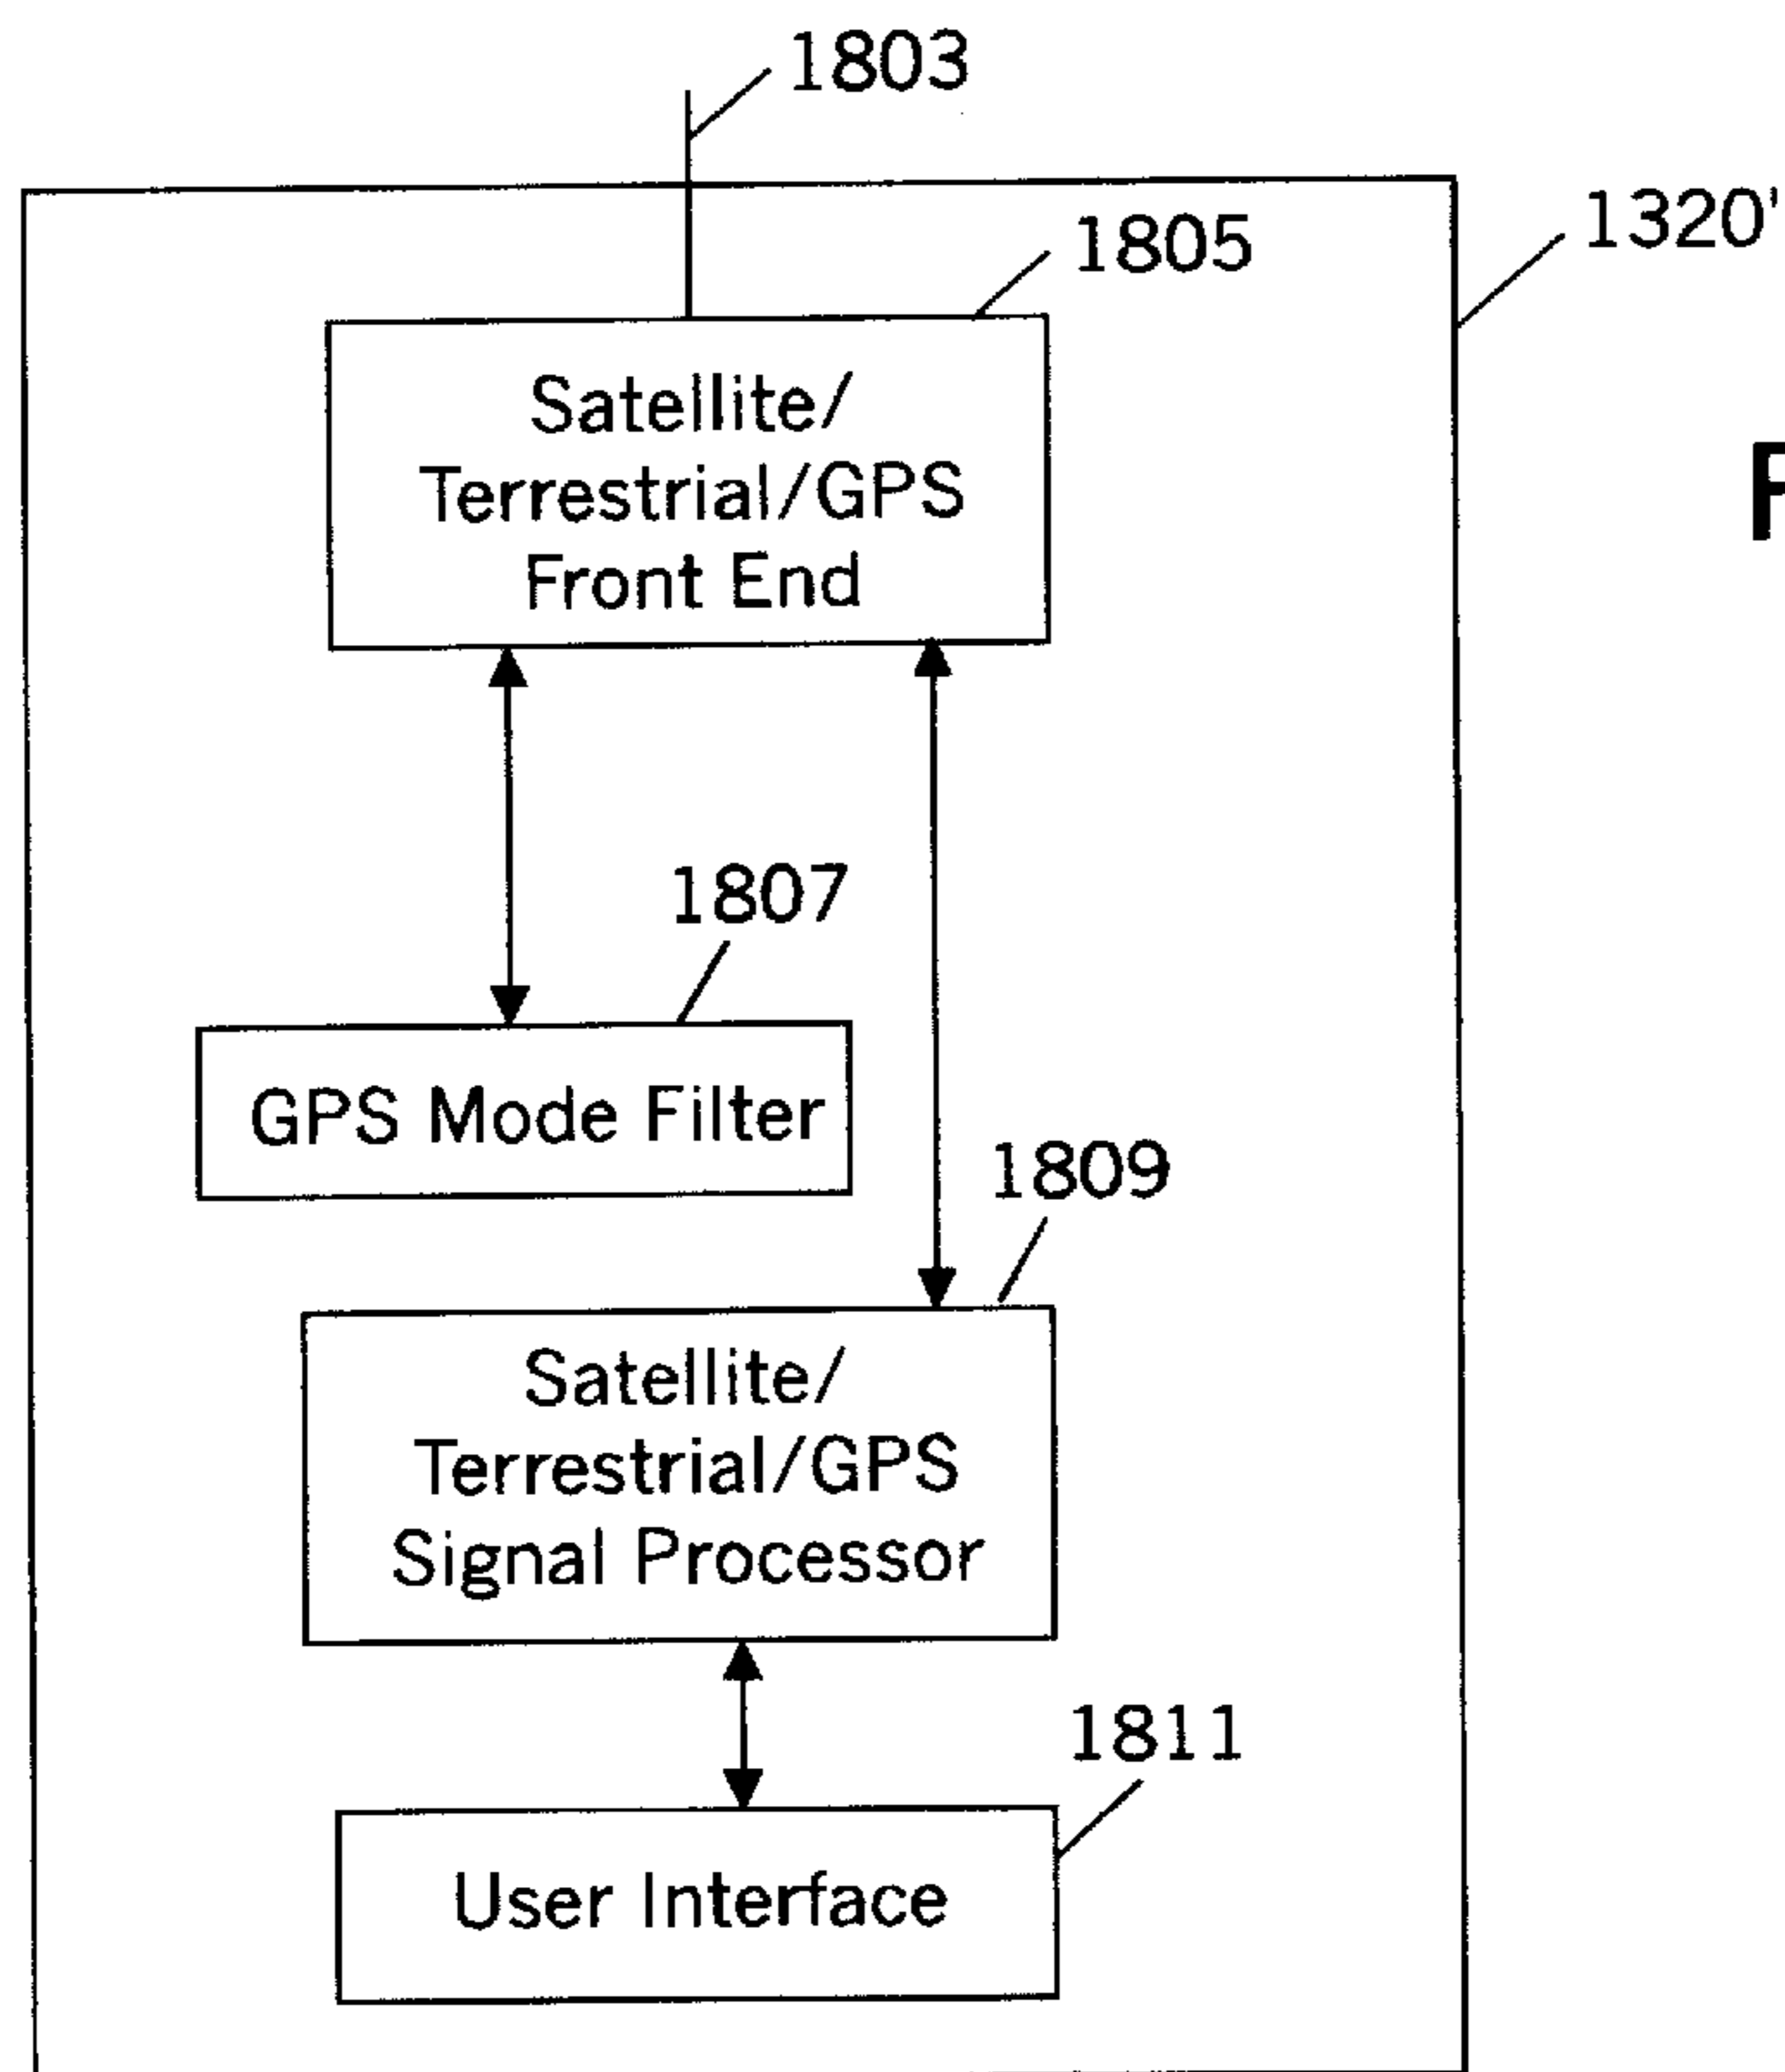 1803
1320'
1805
Satellite/
Terrestrial/GPS
Front End
1807
GPS Mode Filter
1809
Satellite/
Terrestrial/GPS
Signal Processor
1811
User Interface